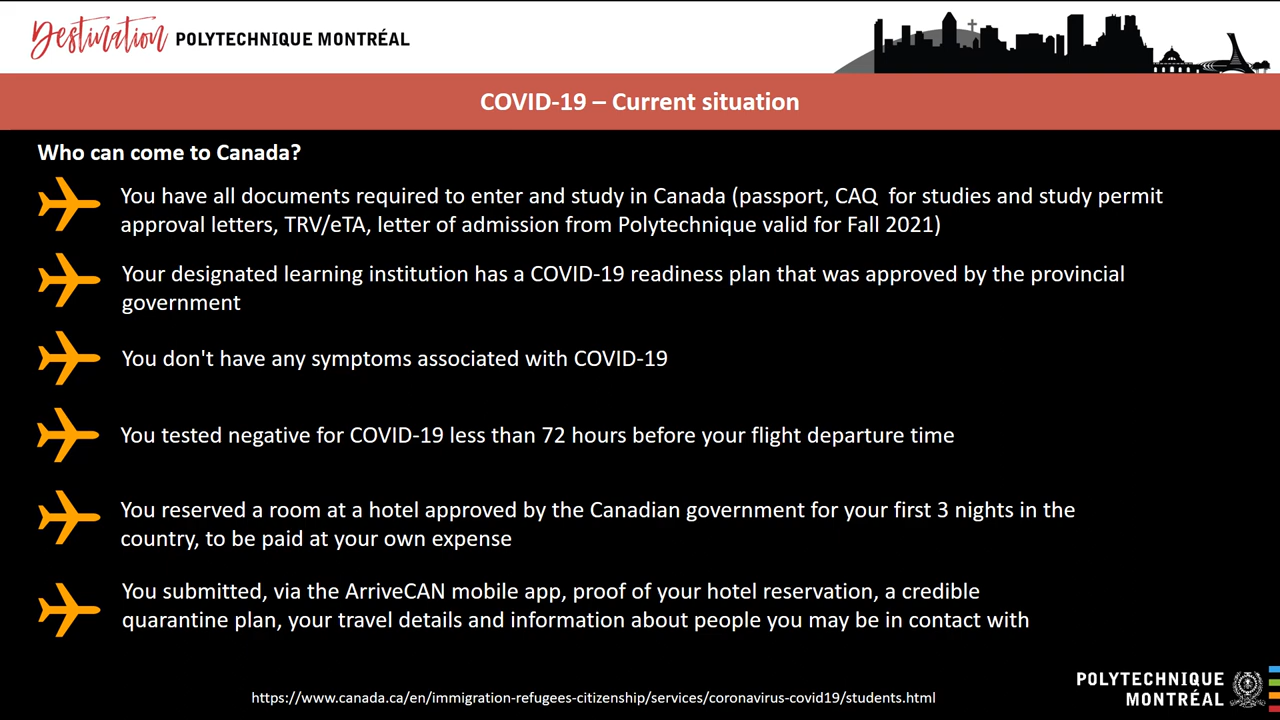 Destination POLYTECHNIQUE MONTRÉAL
COVID-19 – Current situation
Who can come to Canada?
You have all documents required to enter and study in Canada (passport, CAQ for studies and study permit
approval letters, TRV/eTA, letter of admission from Polytechnique valid for Fall 2021)
Your designated learning institution has a COVID-19 readiness plan that was approved by the provincial
government
You don't have any symptoms associated with COVID-19
You tested negative for COVID-19 less than 72 hours before your flight departure time
You reserved a room at a hotel approved by the Canadian government for your first 3 nights in the
country, to be paid at your own expense
You submitted, via the ArriveCAN mobile app, proof of your hotel reservation, a credible
quarantine plan, your travel details and information about people you may be in contact with
https://www.canada.ca/en/immigration-refugees-citizenship/services/coronavirus-covid19/students.html
POLYTECHNIQUE
MONTRÉAL